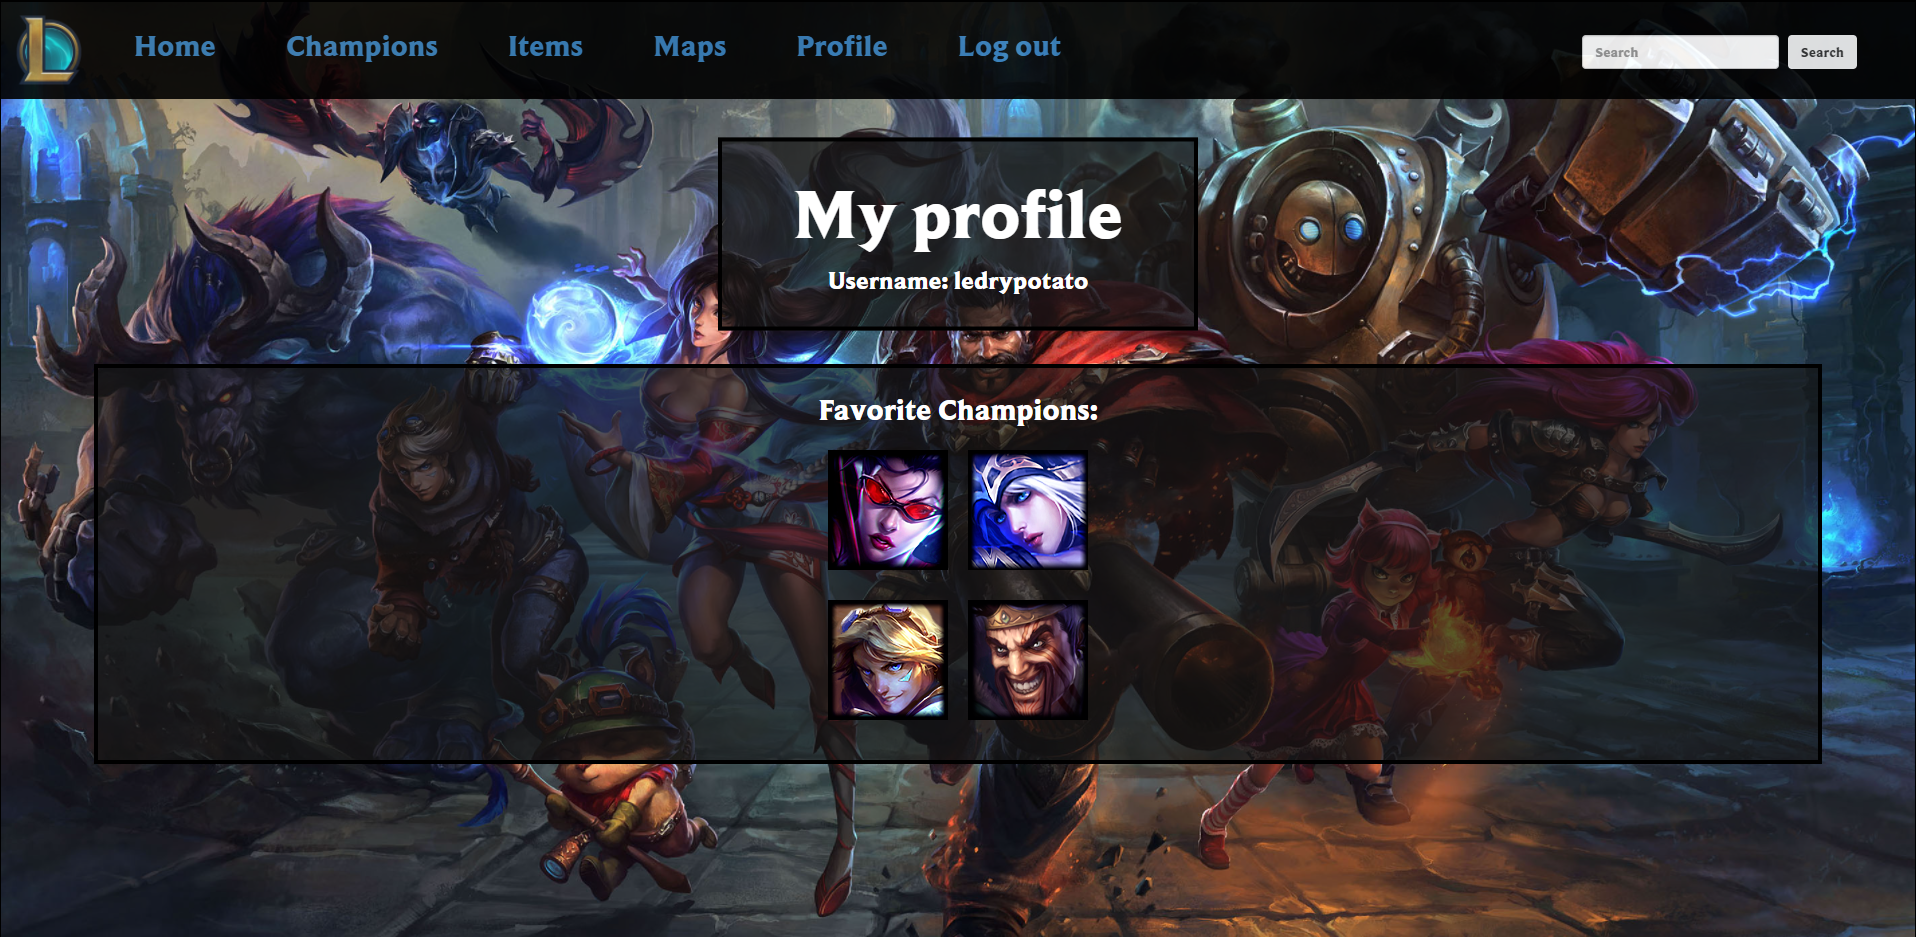 Home Champions Items Maps Profile Log out Search Search
My profile
Username: ledrypotato
Favorite Champions: